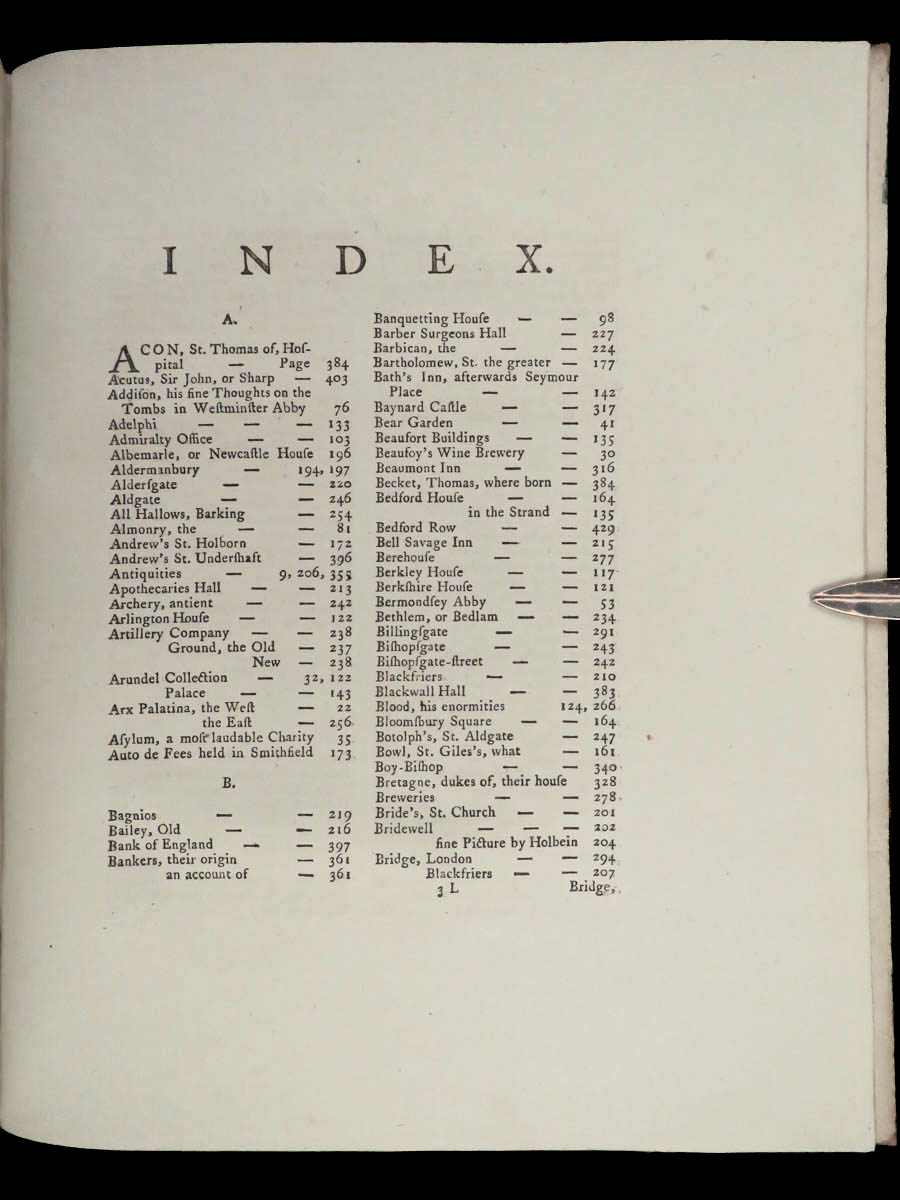 INDEX.
A.
ACON, St. Thomas of, Hoſ-
pital — Page 384
Acutus, Sir John, or Sharp — 403
Addiſon, his fine Thoughts on the
Tombs in Weſtminſter Abby 76
Adelphi — — — 133
Admiralty Office — — 103
Albemarle, or Newcaſtle Houſe 196
Aldermanbury — 194, 197
Alderſgate — — 220
Aldgate — — 246
All Hallows, Barking — 254
Almonry, the — — 81
Andrew's St. Holborn — 172
Andrew's St. Underſhaft — 396
Antiquities — 9, 206, 355
Apothecaries Hall — — 213
Archery, antient — — 242
Arlington Houſe — — 122
Artillery Company — — 238
Ground, the Old — 237
New — 238
Arundel Collection — 32, 122
Palace — — 143
Arx Palatina, the Weſt — 22
the Eaſt — 256
Aſylum, a moſt laudable Charity 35
Auto de Fees held in Smithfield 173
B.
Bagnios — — 219
Bailey, Old — — 216
Bank of England — — 397
Bankers, their origin — 361
an account of — 361
Banquetting Houſe — — 98
Barber Surgeons Hall — 227
Barbican, the — — 224
Bartholomew, St. the greater — 177
Bath's Inn, afterwards Seymour
Place — — 142
Baynard Caſtle — — 317
Bear Garden — — 41
Beaufort Buildings — — 135
Beaufoy's Wine Brewery — 30
Beaumont Inn — — 316
Becket, Thomas, where born — 384
Bedford Houſe — — 164
in the Strand — 135
Bedford Row — — 429
Bell Savage Inn — — 215
Berehouſe — — 277
Berkley Houſe — — 117
Berkſhire Houſe — — 121
Bermondſey Abby — — 53
Bethlem, or Bedlam — — 234
Billingſgate — — 291
Biſhopſgate — — 243
Biſhopſgate-ſtreet — — 242
Blackfriers — — 210
Blackwall Hall — — 383
Blood, his enormities 124, 266
Bloomſbury Square — — 164
Botolph's, St. Aldgate — 247
Bowl, St. Giles's, what — 161
Boy-Biſhop — — 340
Bretagne, dukes of, their houſe 328
Breweries — — 278
Bride's, St. Church — — 201
Bridewell — — — 202
fine Picture by Holbein 204
Bridge, London — — 294
Blackfriers — — 207
3 L Bridge,